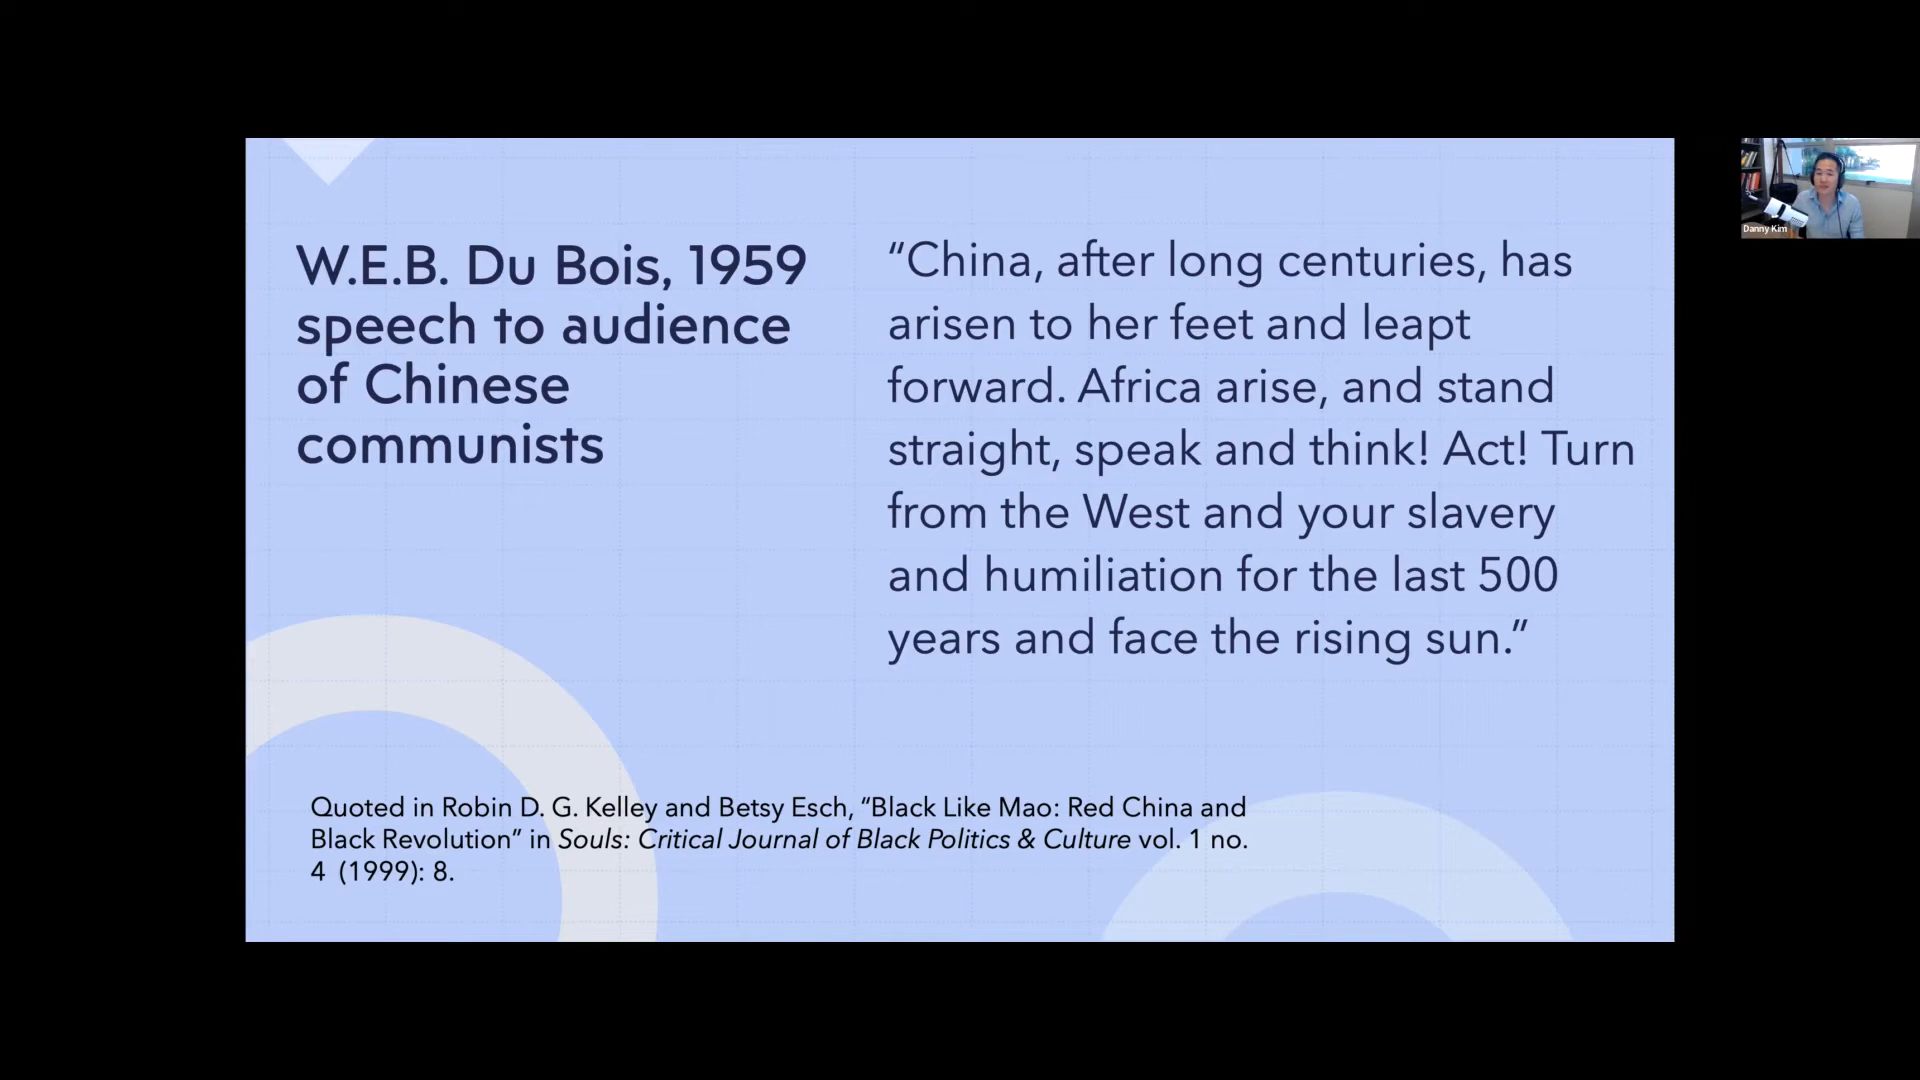 W.E.B. Du Bois, 1959
speech to audience
of Chinese
communists
“China, after long centuries, has
arisen to her feet and leapt
forward. Africa arise, and stand
straight, speak and think! Act! Turn
from the West and your slavery
and humiliation for the last 500
years and face the rising sun.”
Quoted in Robin D. G. Kelley and Betsy Esch, “Black Like Mao: Red China and
Black Revolution” in Souls: Critical Journal of Black Politics & Culture vol. 1 no.
4 (1999): 8.
Danny Kim